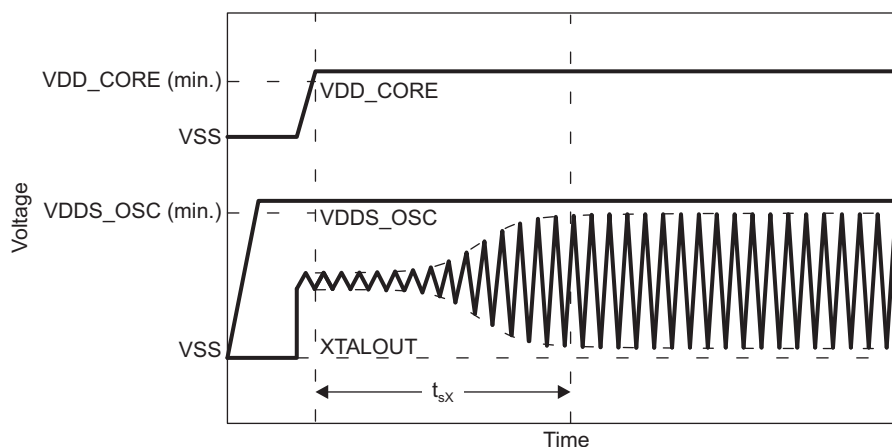 VDD_CORE (min.)
VDD_CORE
VSS
Voltage
VDDS_OSC (min.)
VDDS_OSC
VSS
XTALOUT
tsX
Time